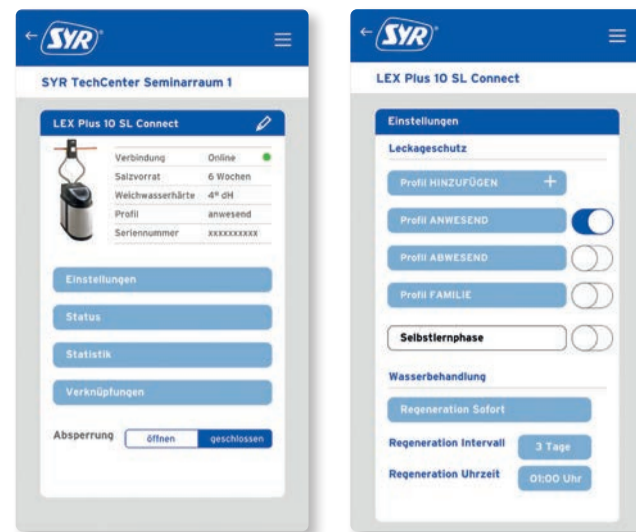 ← SYR®
SYR TechCenter Seminarraum 1
LEX Plus 10 SL Connect
Verbindung Online
Salzvorrat 6 Wochen
Weichwasserhärte 4° dH
Profil anwesend
Seriennummer xxxxxxxxxx
Einstellungen
Status
Statistik
Verknüpfungen
Absperrung öffnen geschlossen
← SYR®
LEX Plus 10 SL Connect
Einstellungen
Leckageschutz
Profil HINZUFÜGEN +
Profil ANWESEND
Profil ABWESEND
Profil FAMILIE
Selbstlernphase
Wasserbehandlung
Regeneration Sofort
Regeneration Intervall 3 Tage
Regeneration Uhrzeit 01:00 Uhr